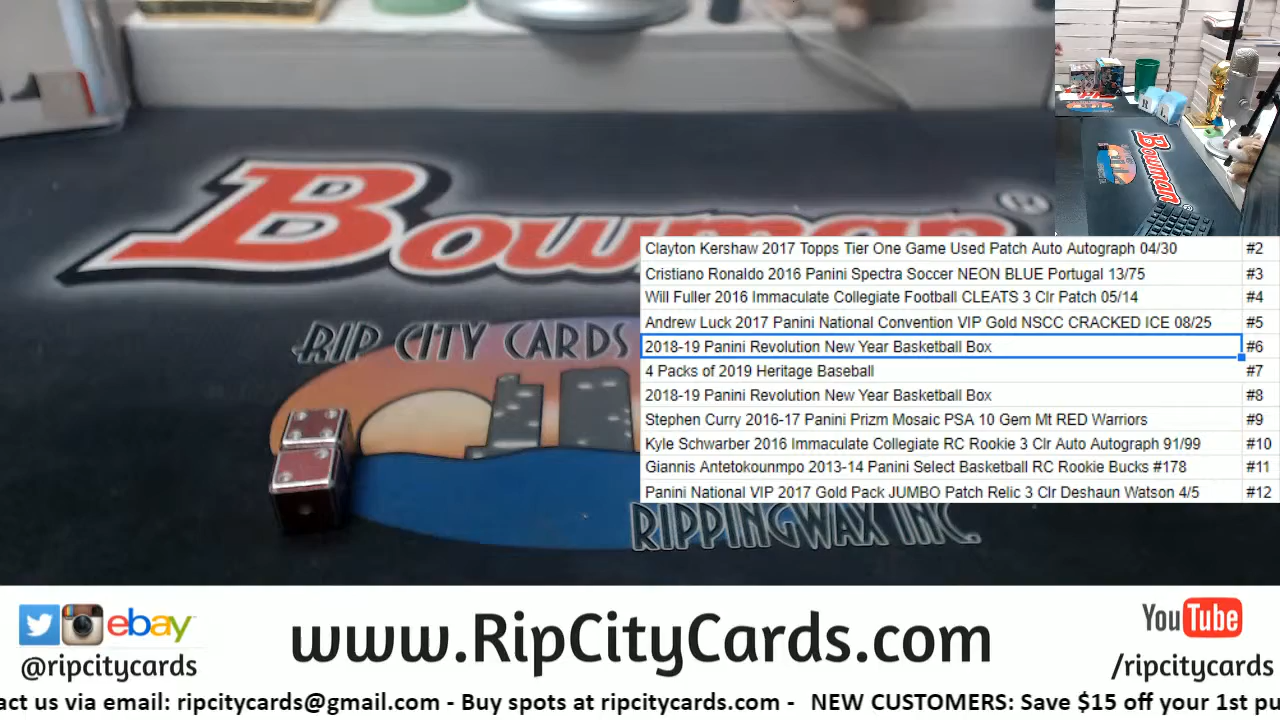 Bowman ®
Bowman
RIP CITY CARDS
RIPPINGWAX INC.
Clayton Kershaw 2017 Topps Tier One Game Used Patch Auto Autograph 04/30 #2
Cristiano Ronaldo 2016 Panini Spectra Soccer NEON BLUE Portugal 13/75 #3
Will Fuller 2016 Immaculate Collegiate Football CLEATS 3 Clr Patch 05/14 #4
Andrew Luck 2017 Panini National Convention VIP Gold NSCC CRACKED ICE 08/25 #5
2018-19 Panini Revolution New Year Basketball Box #6
4 Packs of 2019 Heritage Baseball #7
2018-19 Panini Revolution New Year Basketball Box #8
Stephen Curry 2016-17 Panini Prizm Mosaic PSA 10 Gem Mt RED Warriors #9
Kyle Schwarber 2016 Immaculate Collegiate RC Rookie 3 Clr Auto Autograph 91/99 #10
Giannis Antetokounmpo 2013-14 Panini Select Basketball RC Rookie Bucks #178 #11
Panini National VIP 2017 Gold Pack JUMBO Patch Relic 3 Clr Deshaun Watson 4/5 #12
ebay
@ripcitycards
www.RipCityCards.com
YouTube
/ripcitycards
act us via email: ripcitycards@gmail.com - Buy spots at ripcitycards.com - NEW CUSTOMERS: Save $15 off your 1st pu